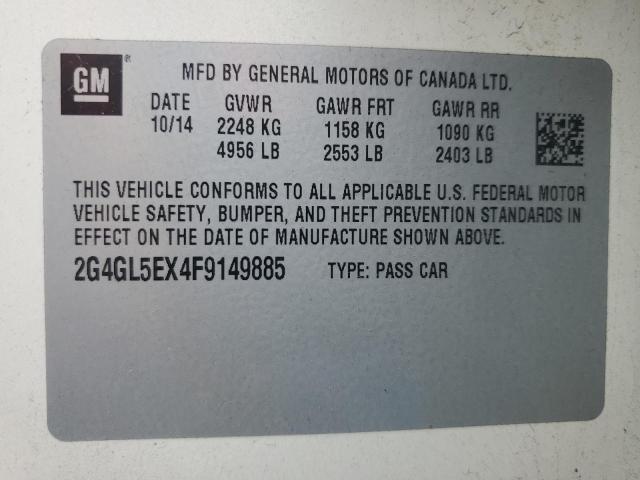 GM ®
MFD BY GENERAL MOTORS OF CANADA LTD.
DATE GVWR GAWR FRT GAWR RR
10/14 2248 KG 1158 KG 1090 KG
4956 LB 2553 LB 2403 LB
THIS VEHICLE CONFORMS TO ALL APPLICABLE U.S. FEDERAL MOTOR
VEHICLE SAFETY, BUMPER, AND THEFT PREVENTION STANDARDS IN
EFFECT ON THE DATE OF MANUFACTURE SHOWN ABOVE.
2G4GL5EX4F9149885 TYPE: PASS CAR